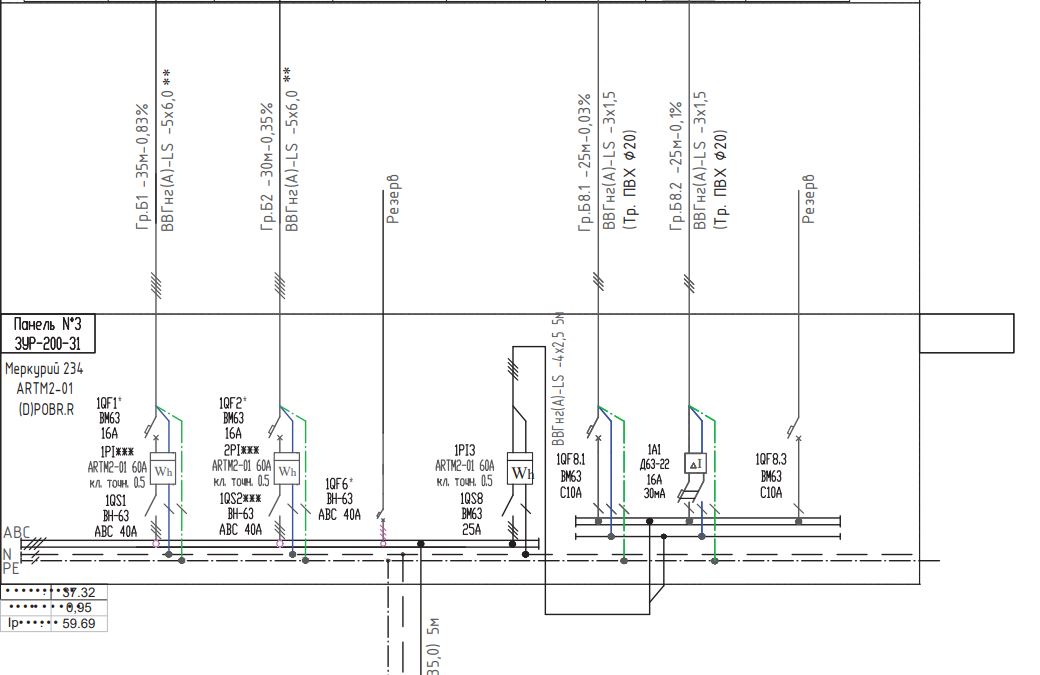 Гр.Б1 -35м-0,83%
ВВГнг(А)-LS -5х6,0 **
Гр.Б2 -30м-0,35%
ВВГнг(А)-LS -5х6,0 **
Резерв
Гр.Б8.1 -25м-0,03%
ВВГнг(А)-LS -3х1,5
(Тр. ПВХ ф20)
Гр.Б8.2 -25м-0,1%
ВВГнг(А)-LS -3х1,5
(Тр. ПВХ ф20)
Резерв
Панель N°3
ЗУР-200-31
Меркурий 234
ARTM2-01
(D)POBR.R
1QF1*
ВМ63
16А
1PI***
ARTM2-01 60А
кл. точн. 0.5
1QS1
ВН-63
АВС 40А
Wh
1QF2*
ВМ63
16А
2PI***
ARTM2-01 60А
кл. точн. 0.5
1QS2***
ВН-63
АВС 40А
Wh
1QF6*
ВН-63
АВС 40А
1PI3
ARTM2-01 60А
кл. точн. 0.5
1QS8
ВМ63
25А
Wh
ВВГнг(А)-LS -4х2,5 5м
1QF8.1
ВМ63
С10А
1А1
Д63-22
16А
30мА
ΔI
1QF8.3
ВМ63
С10А
ABC
N
PE
37.32
0,95
Ip 59.69
35,0) 5м